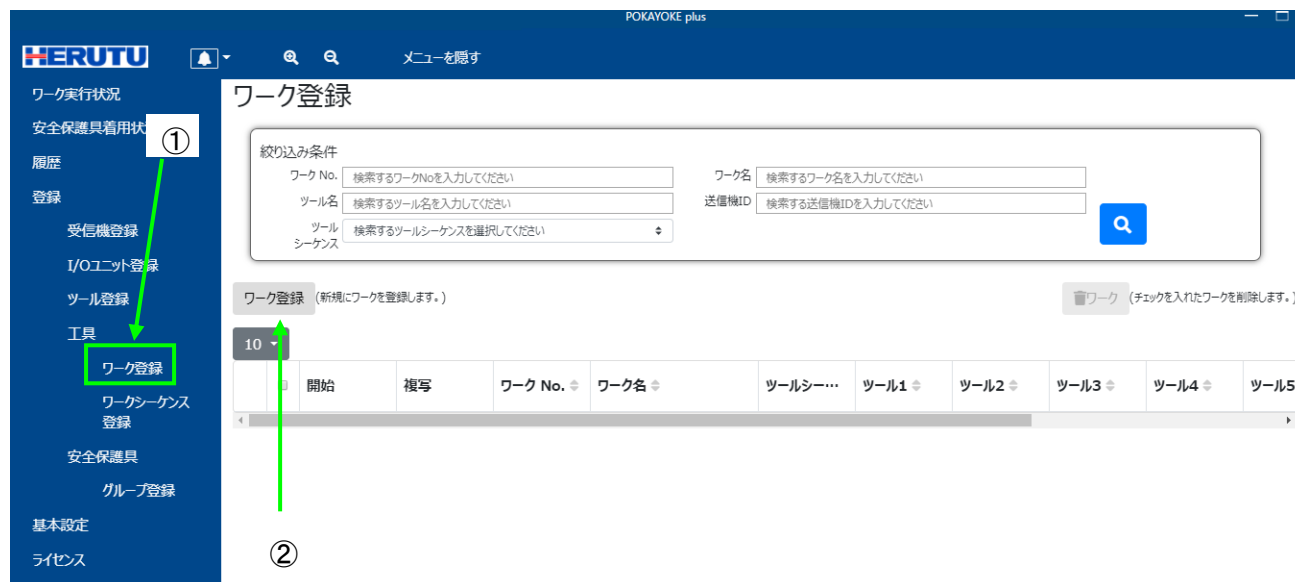 POKAYOKE plus
HERUTU
メニューを隠す
ワーク実行状況
安全保護具着用状
①
履歴
登録
受信機登録
I/Oユニット登録
ツール登録
工具
ワーク登録
ワークシーケンス
登録
安全保護具
グループ登録
基本設定
ライセンス
ワーク登録
絞り込み条件
ワーク No. 検索するワークNoを入力してください ワーク名 検索するワーク名を入力してください
ツール名 検索するツール名を入力してください 送信機ID 検索する送信機IDを入力してください
ツール
シーケンス 検索するツールシーケンスを選択してください
ワーク登録 (新規にワークを登録します。) ワーク (チェックを入れたワークを削除します。)
10
開始 複写 ワーク No. ワーク名 ツールシー… ツール1 ツール2 ツール3 ツール4 ツール5
②